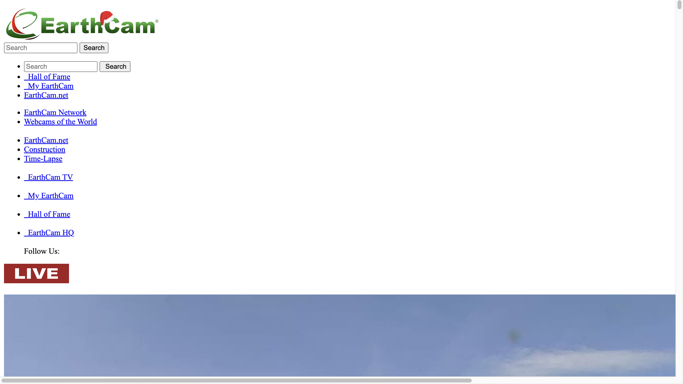 EarthCam
Search Search
Search Search
Hall of Fame
My EarthCam
EarthCam.net
EarthCam Network
Webcams of the World
EarthCam.net
Construction
Time-Lapse
EarthCam TV
My EarthCam
Hall of Fame
EarthCam HQ
Follow Us:
LIVE